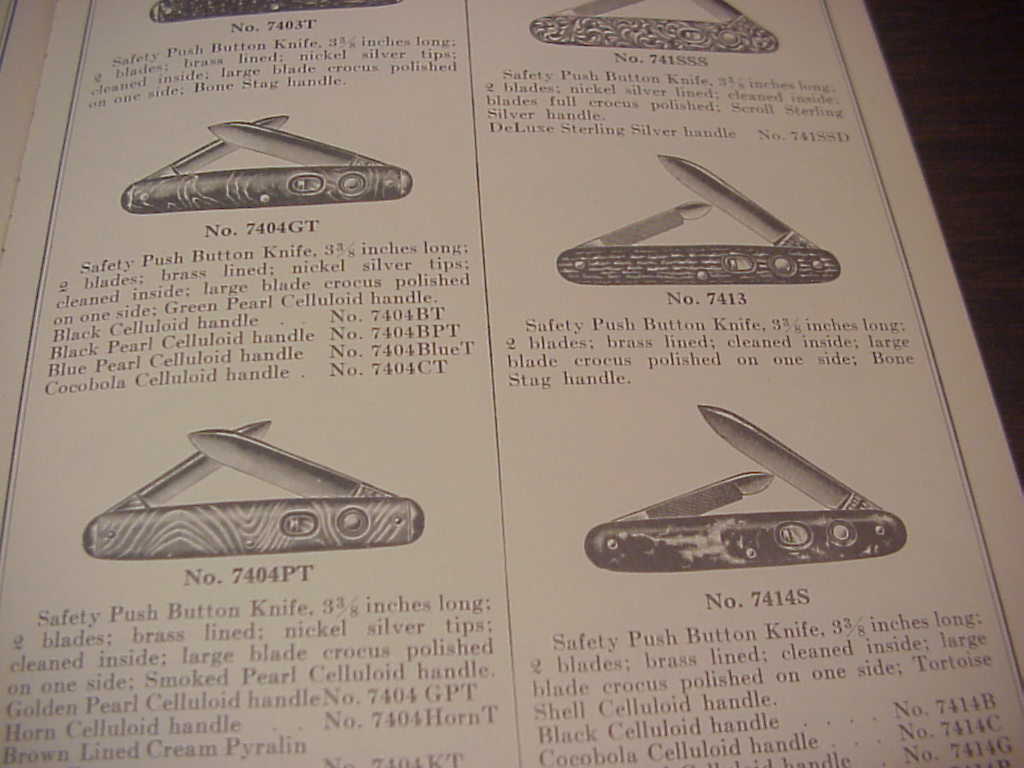 No. 7403T
Safety Push Button Knife, 3⅜ inches long;
2 blades; brass lined; nickel silver tips;
cleaned inside; large blade crocus polished
on one side; Bone Stag handle.
No. 7404GT
Safety Push Button Knife, 3⅜ inches long;
2 blades; brass lined; nickel silver tips;
cleaned inside; large blade crocus polished
on one side; Green Pearl Celluloid handle.
Black Celluloid handle . . No. 7404BT
Black Pearl Celluloid handle No. 7404BPT
Blue Pearl Celluloid handle No. 7404BlueT
Cocobola Celluloid handle . No. 7404CT
No. 7404PT
Safety Push Button Knife, 3⅜ inches long;
2 blades; brass lined; nickel silver tips;
cleaned inside; large blade crocus polished
on one side; Smoked Pearl Celluloid handle.
Golden Pearl Celluloid handle No. 7404 GPT
Horn Celluloid handle . . No. 7404HornT
Brown Lined Cream Pyralin
No. 7404KT
No. 741SSS
Safety Push Button Knife, 3⅜ inches long;
2 blades; nickel silver lined; cleaned inside;
blades full crocus polished; Scroll Sterling
Silver handle.
DeLuxe Sterling Silver handle No. 741SSD
No. 7413
Safety Push Button Knife, 3⅜ inches long;
2 blades; brass lined; cleaned inside; large
blade crocus polished on one side; Bone
Stag handle.
No. 7414S
Safety Push Button Knife, 3⅜ inches long;
2 blades; brass lined; cleaned inside; large
blade crocus polished on one side; Tortoise
Shell Celluloid handle.
Black Celluloid handle . . . . No. 7414B
Cocobola Celluloid handle . . . No. 7414C
Celluloid handle . . No. 7414G